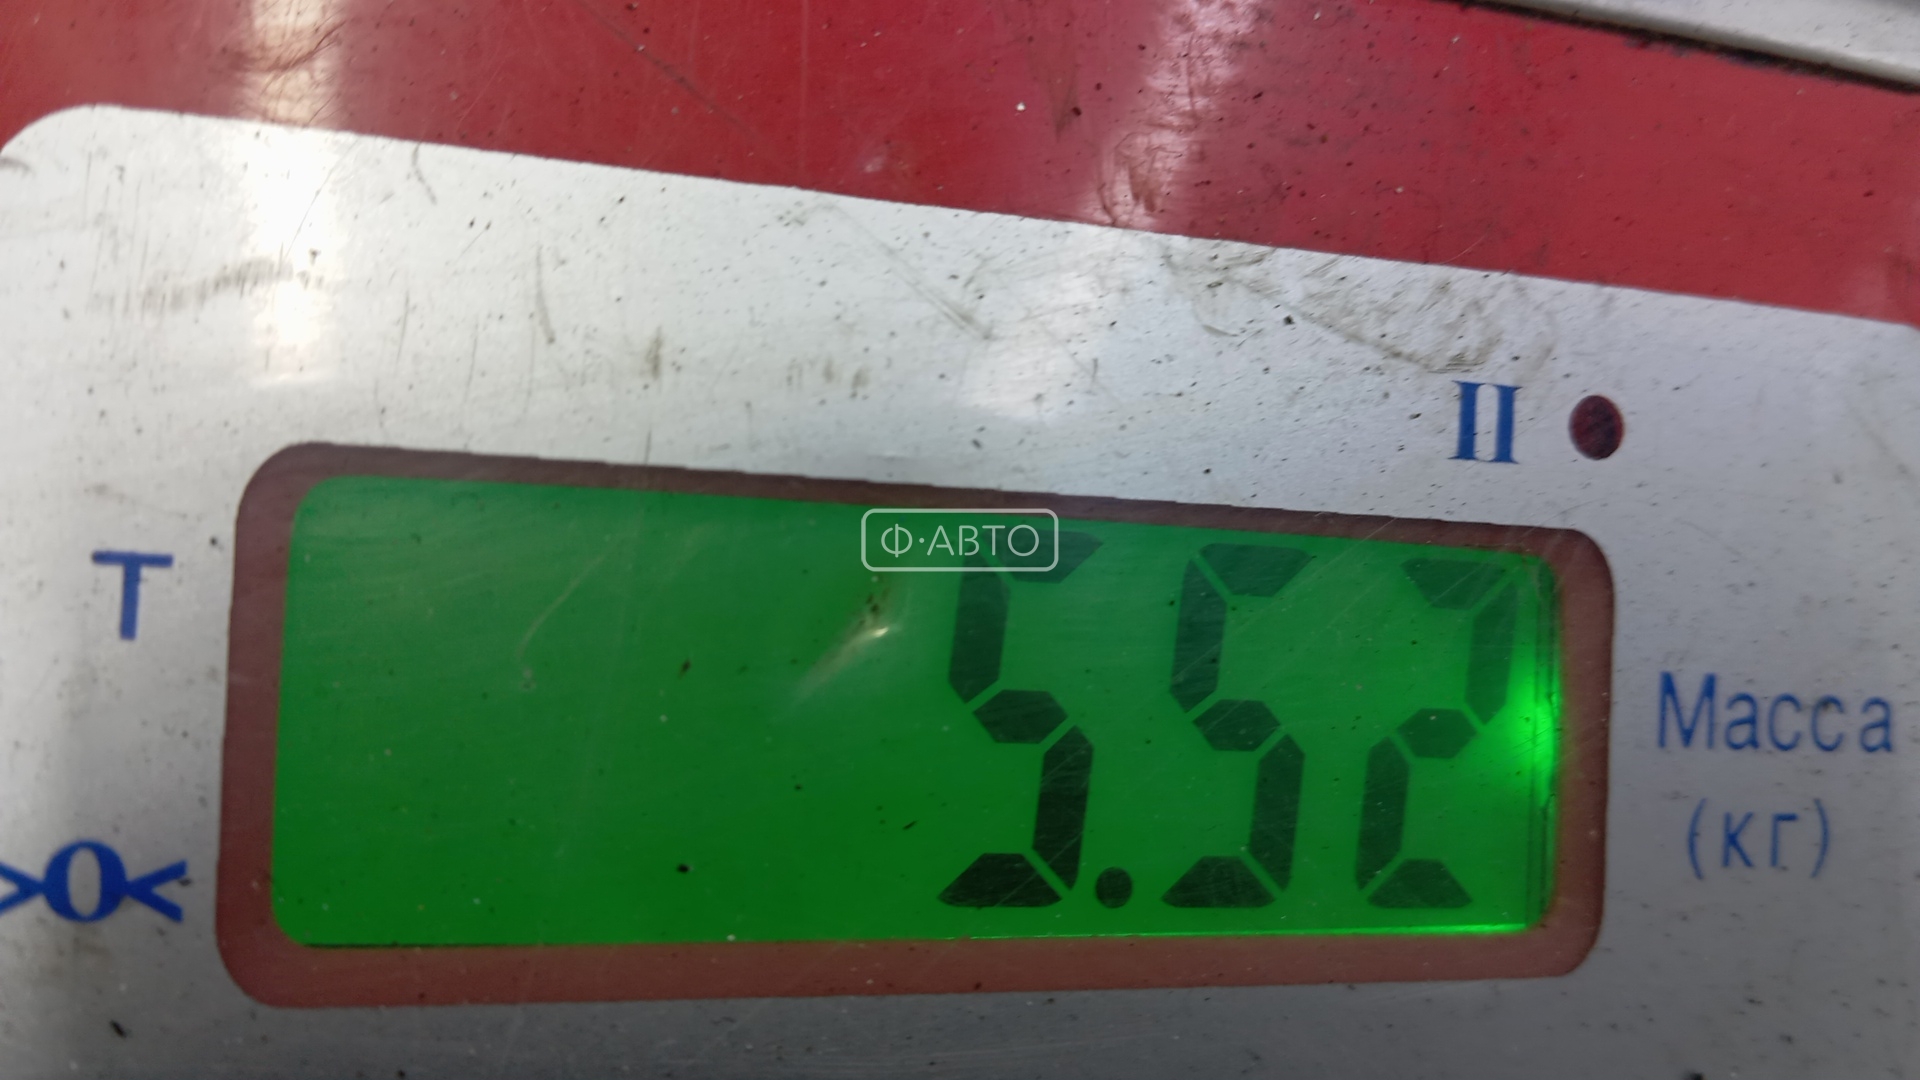 II
Ф·АВТО
T
5.52
Масса
(кг)
>0<